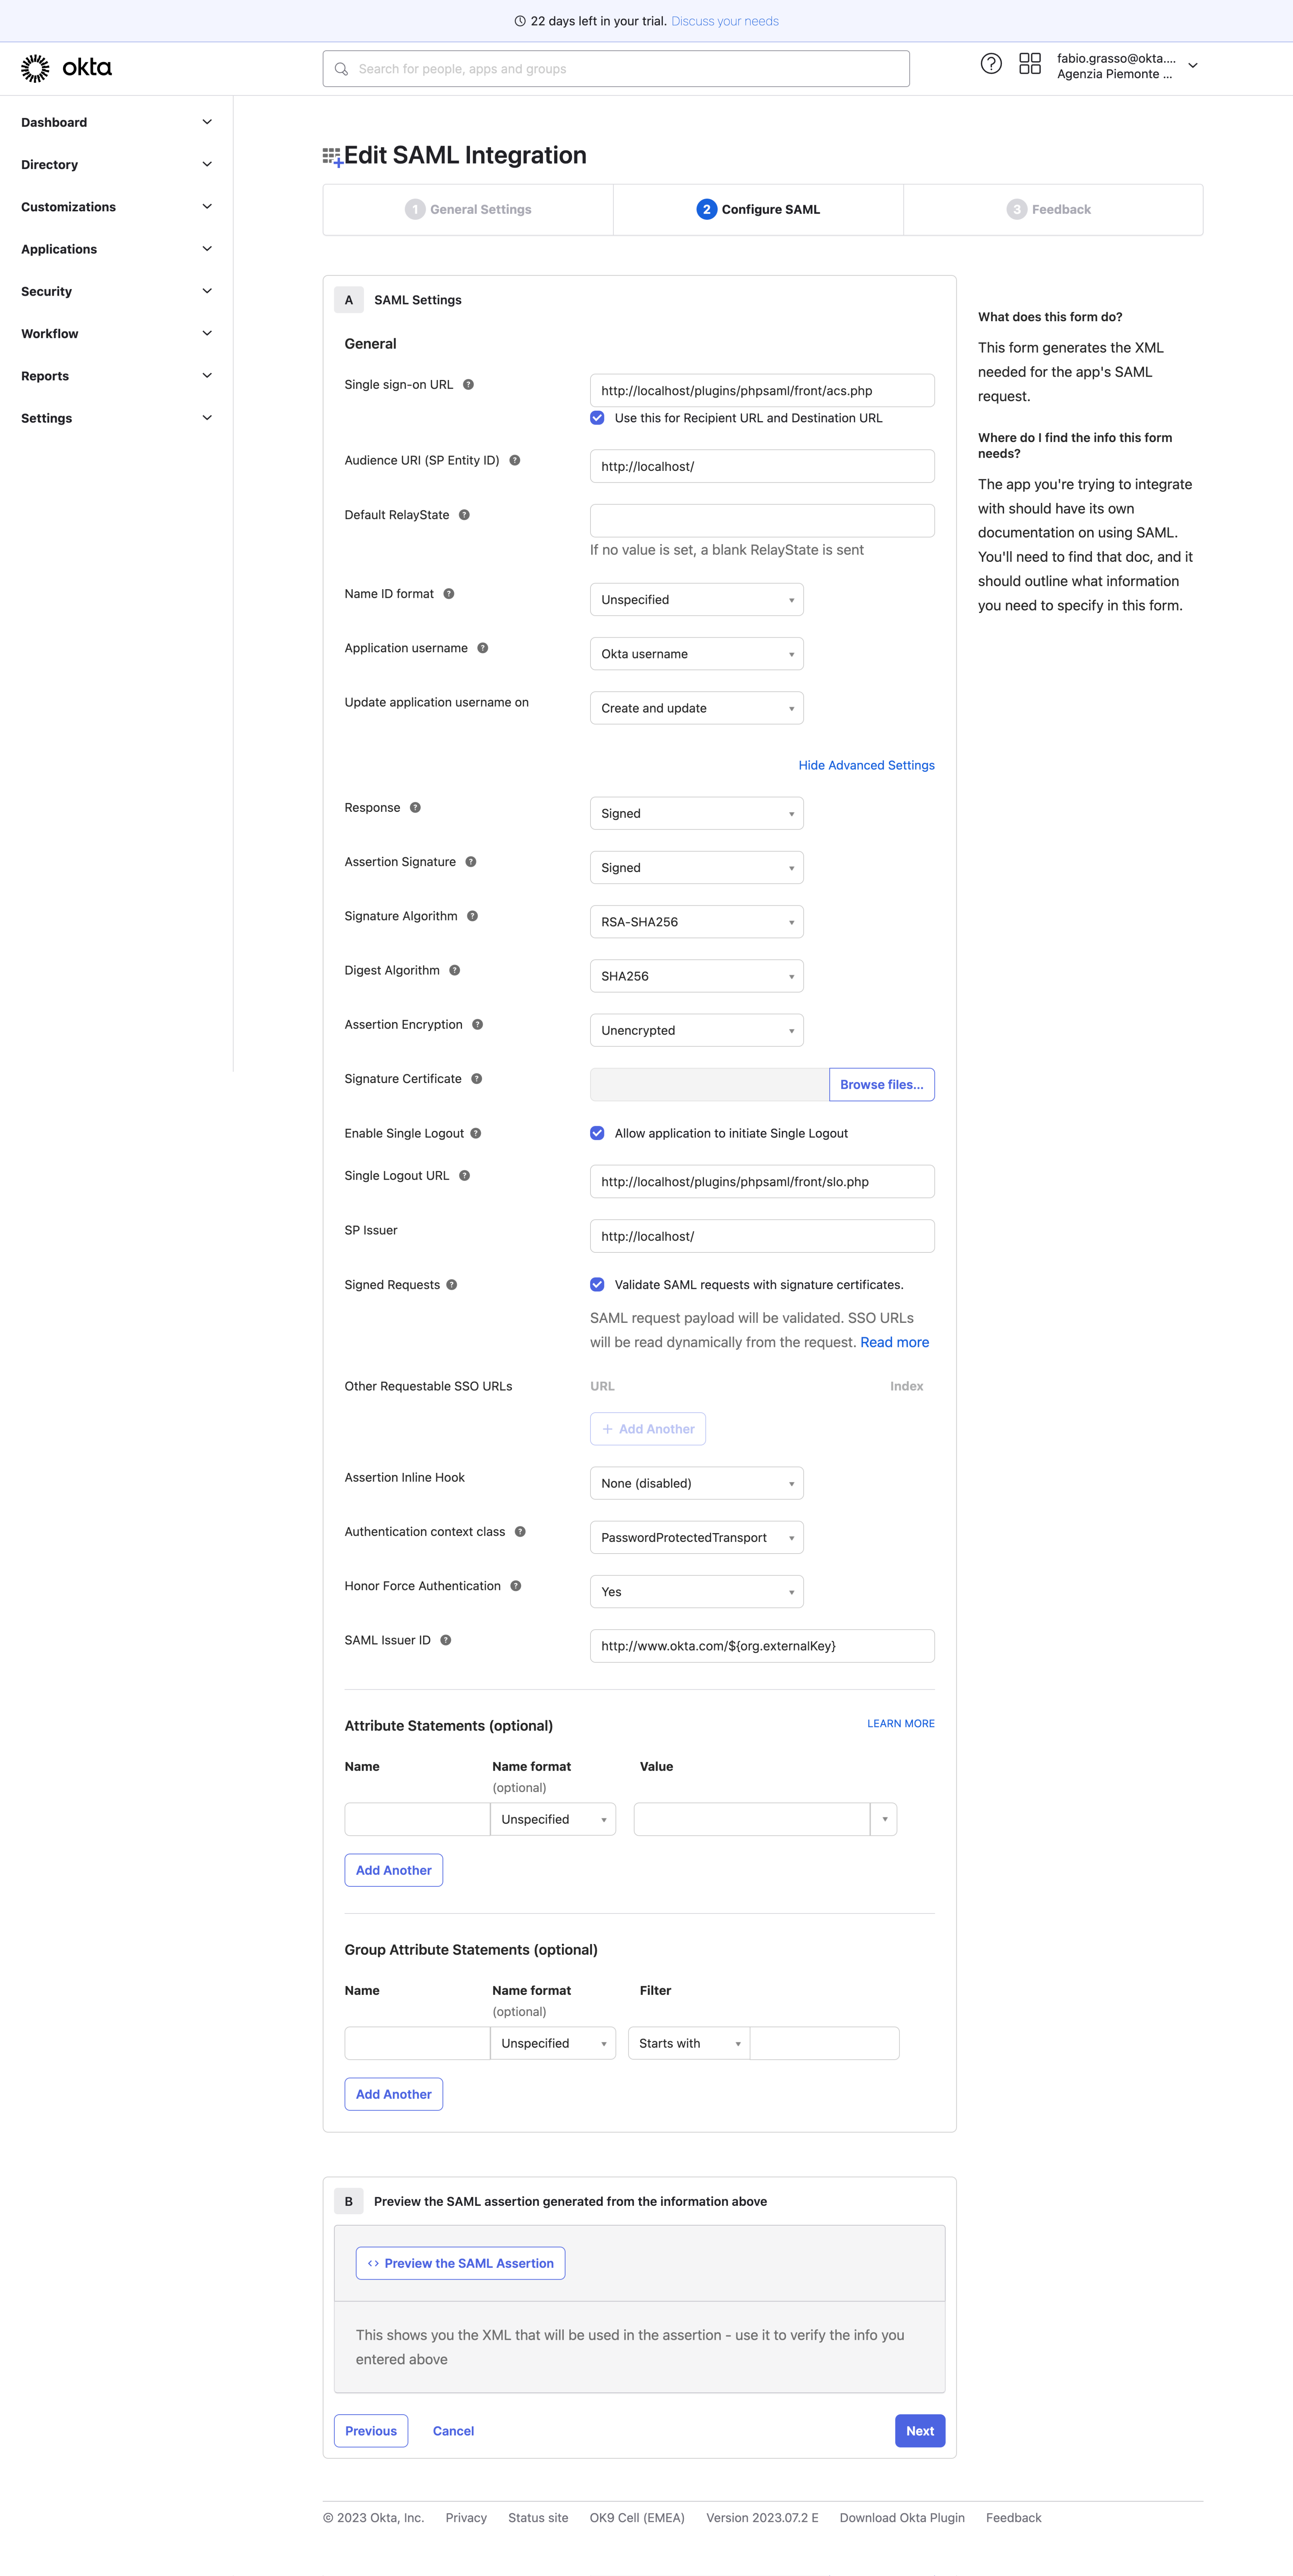 22 days left in your trial. Discuss your needs
okta
Search for people, apps and groups
fabio.grasso@okta....
Agenzia Piemonte ...
Dashboard
Directory
Customizations
Applications
Security
Workflow
Reports
Settings
Edit SAML Integration
1 General Settings
2 Configure SAML
3 Feedback
A SAML Settings
General
Single sign-on URL
http://localhost/plugins/phpsaml/front/acs.php
Use this for Recipient URL and Destination URL
Audience URI (SP Entity ID)
http://localhost/
Default RelayState
If no value is set, a blank RelayState is sent
Name ID format
Unspecified
Application username
Okta username
Update application username on
Create and update
Hide Advanced Settings
Response
Signed
Assertion Signature
Signed
Signature Algorithm
RSA-SHA256
Digest Algorithm
SHA256
Assertion Encryption
Unencrypted
Signature Certificate
Browse files...
Enable Single Logout
Allow application to initiate Single Logout
Single Logout URL
http://localhost/plugins/phpsaml/front/slo.php
SP Issuer
http://localhost/
Signed Requests
Validate SAML requests with signature certificates.
SAML request payload will be validated. SSO URLs
will be read dynamically from the request. Read more
Other Requestable SSO URLs
URL Index
+ Add Another
Assertion Inline Hook
None (disabled)
Authentication context class
PasswordProtectedTransport
Honor Force Authentication
Yes
SAML Issuer ID
http://www.okta.com/${org.externalKey}
Attribute Statements (optional)
LEARN MORE
Name Name format Value
(optional)
Unspecified
Add Another
Group Attribute Statements (optional)
Name Name format Filter
(optional)
Unspecified Starts with
Add Another
What does this form do?
This form generates the XML
needed for the app's SAML
request.
Where do I find the info this form
needs?
The app you're trying to integrate
with should have its own
documentation on using SAML.
You'll need to find that doc, and it
should outline what information
you need to specify in this form.
B Preview the SAML assertion generated from the information above
<> Preview the SAML Assertion
This shows you the XML that will be used in the assertion - use it to verify the info you
entered above
Previous Cancel Next
© 2023 Okta, Inc. Privacy Status site OK9 Cell (EMEA) Version 2023.07.2 E Download Okta Plugin Feedback